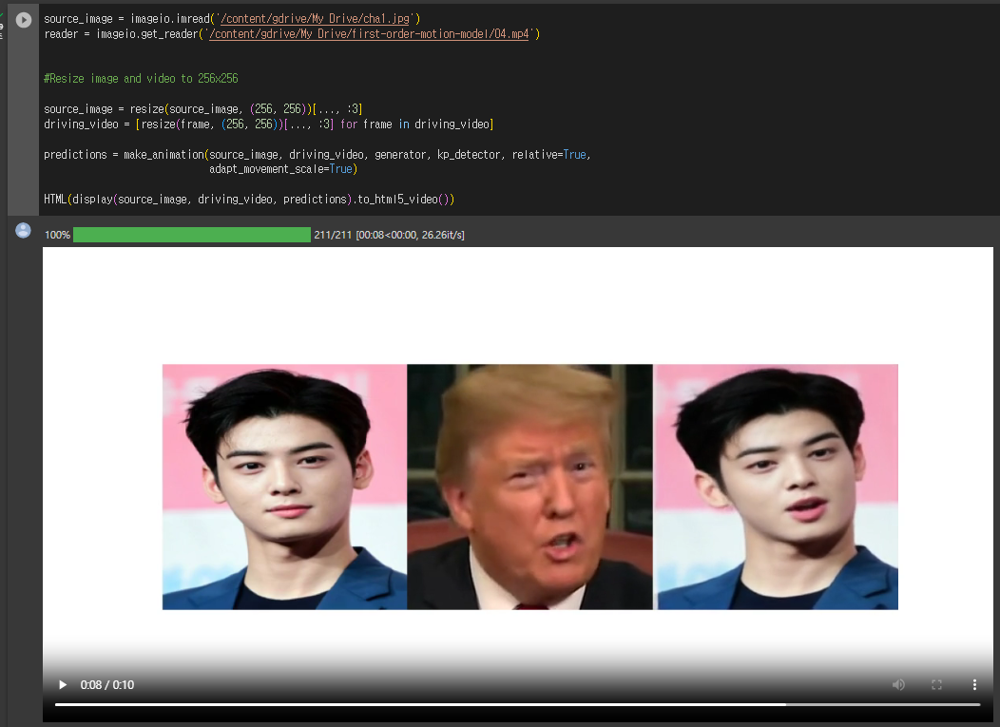 source_image = imageio.imread('/content/gdrive/My Drive/cha1.jpg')
reader = imageio.get_reader('/content/gdrive/My Drive/first-order-motion-model/04.mp4')
#Resize image and video to 256x256
source_image = resize(source_image, (256, 256))[..., :3]
driving_video = [resize(frame, (256, 256))[..., :3] for frame in driving_video]
predictions = make_animation(source_image, driving_video, generator, kp_detector, relative=True,
adapt_movement_scale=True)
HTML(display(source_image, driving_video, predictions).to_html5_video())
100% 211/211 [00:08<00:00, 26.26it/s]
0:08 / 0:10